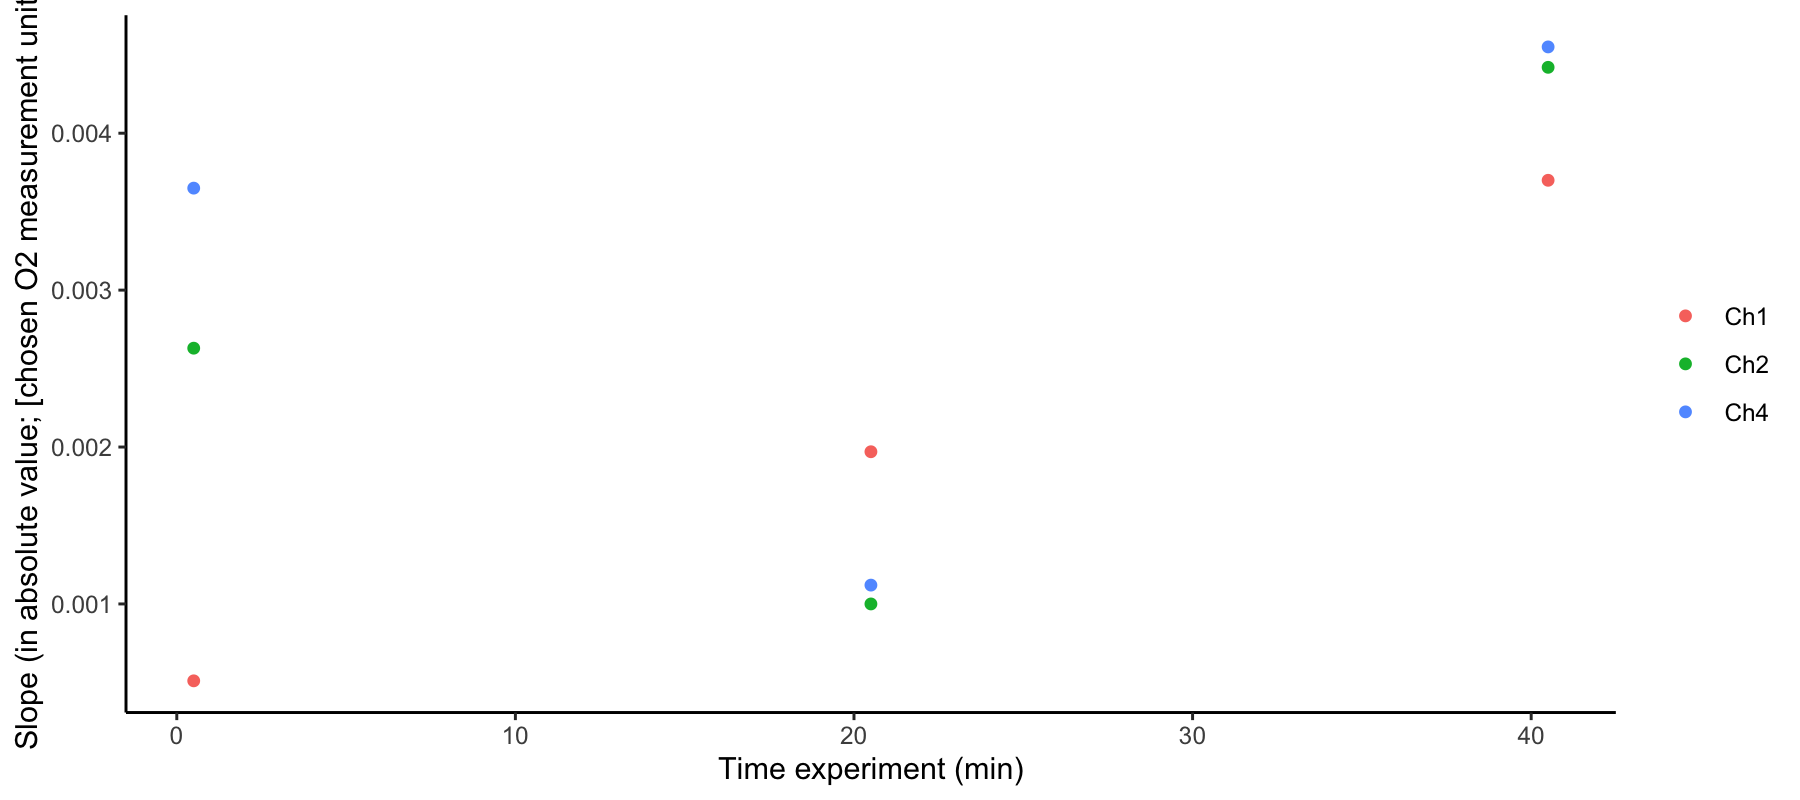 Slope (in absolute value; [chosen O2 measurement unit
0.004
0.003
0.002
0.001
0
10
20
30
40
Time experiment (min)
Ch1
Ch2
Ch4